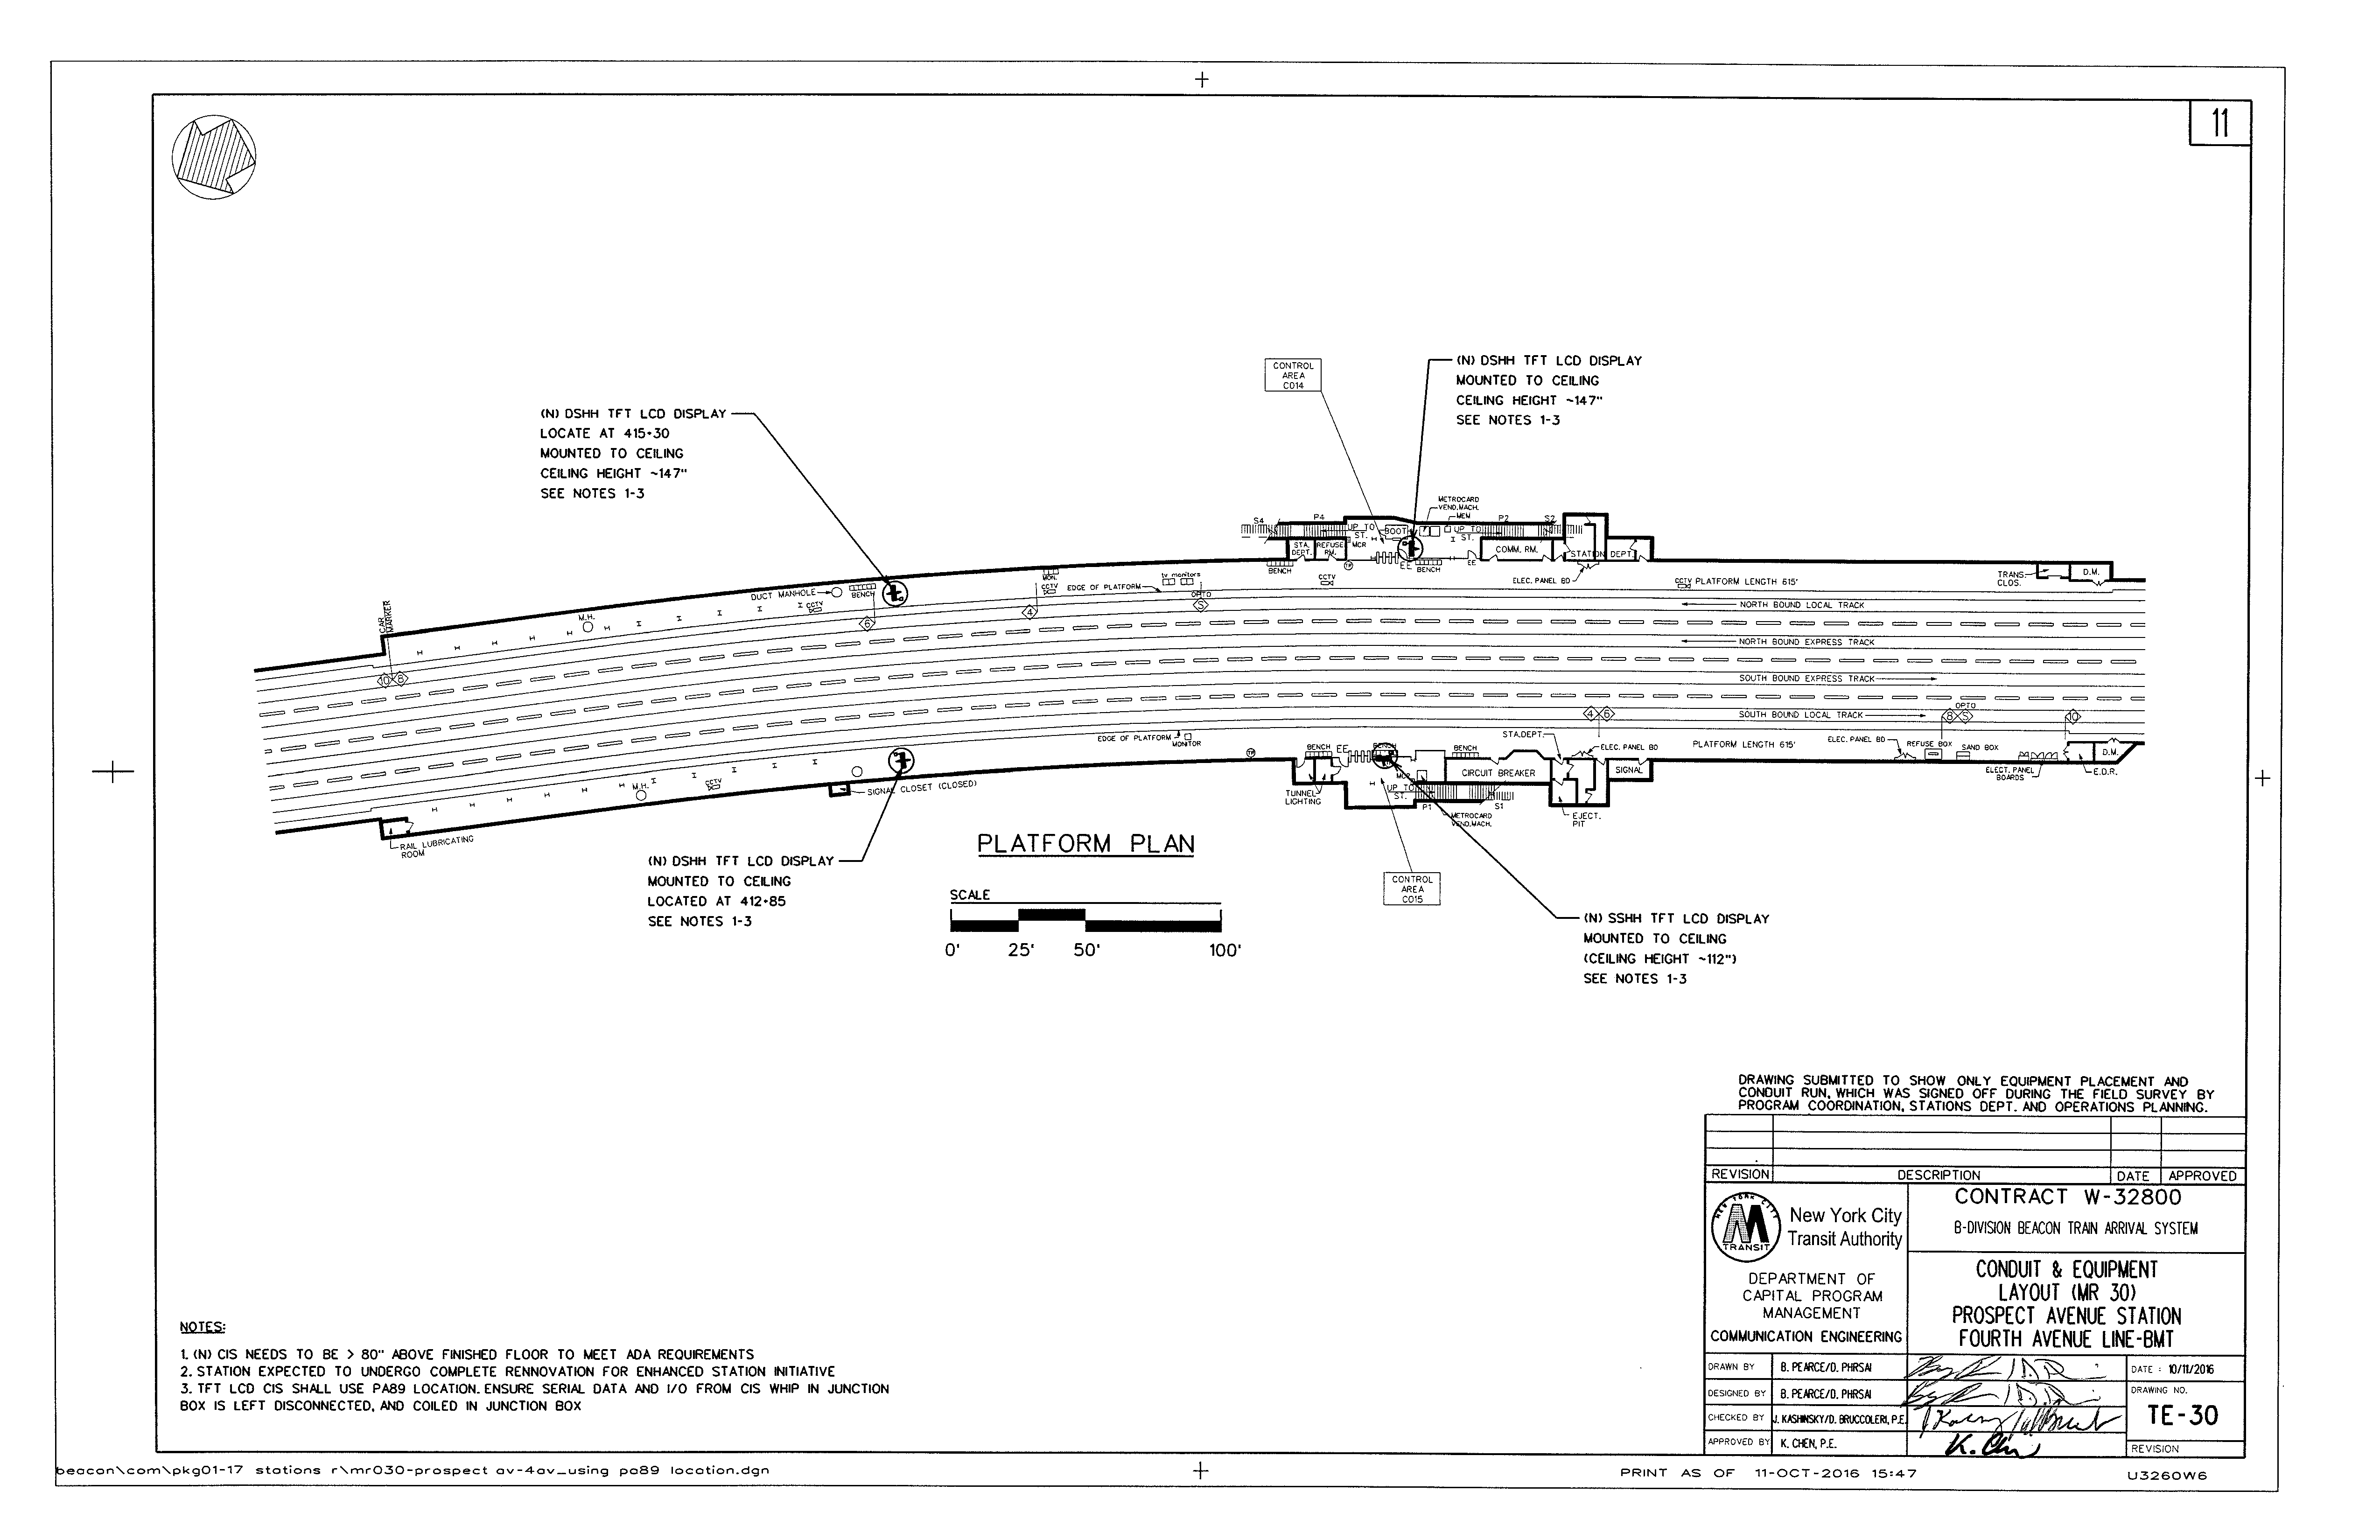 11
CONTROL
AREA
C014
(N) DSHH TFT LCD DISPLAY
MOUNTED TO CEILING
CEILING HEIGHT ~147"
SEE NOTES 1-3
(N) DSHH TFT LCD DISPLAY
LOCATE AT 415+30
MOUNTED TO CEILING
CEILING HEIGHT ~147"
SEE NOTES 1-3
METROCARD
VEND.MACH.
MEM
S4
P4
UP TO
ST.
BOOTH
UP TO
ST.
P2
S2
STA.
DEPT.
REFUSE
RM.
MCR
COMM. RM.
STATION DEPT.
BENCH
EE
BENCH
EE
ELEC. PANEL BD
CCTV
CCTV
PLATFORM LENGTH 615'
TRANS.
CLOS.
D.M.
CAR
MARKER
M.H.
DUCT MANHOLE
CCTV
BENCH
MON.
CCTV
EDGE OF PLATFORM
tv monitors
OPTO
S
4
6
10
8
NORTH BOUND LOCAL TRACK
NORTH BOUND EXPRESS TRACK
SOUTH BOUND EXPRESS TRACK
SOUTH BOUND LOCAL TRACK
4
6
OPTO
8
S
10
EDGE OF PLATFORM
MONITOR
BENCH
EE
BENCH
BENCH
STA.DEPT.
ELEC. PANEL BD
PLATFORM LENGTH 615'
ELEC. PANEL BD
REFUSE BOX
SAND BOX
D.M.
E.D.R.
ELECT. PANEL
BOARDS
TUNNEL
LIGHTING
MCR
UP TO
ST.
P1
S1
CIRCUIT BREAKER
SIGNAL
EJECT.
PIT
METROCARD
VEND.MACH.
M.H.
CCTV
SIGNAL CLOSET (CLOSED)
RAIL LUBRICATING
ROOM
(N) DSHH TFT LCD DISPLAY
MOUNTED TO CEILING
LOCATED AT 412+85
SEE NOTES 1-3
PLATFORM PLAN
SCALE
0' 25' 50' 100'
CONTROL
AREA
C015
(N) SSHH TFT LCD DISPLAY
MOUNTED TO CEILING
(CEILING HEIGHT ~112")
SEE NOTES 1-3
DRAWING SUBMITTED TO SHOW ONLY EQUIPMENT PLACEMENT AND
CONDUIT RUN, WHICH WAS SIGNED OFF DURING THE FIELD SURVEY BY
PROGRAM COORDINATION, STATIONS DEPT. AND OPERATIONS PLANNING.
REVISION DESCRIPTION DATE APPROVED
NEW YORK CITY
TRANSIT
New York City
Transit Authority
DEPARTMENT OF
CAPITAL PROGRAM
MANAGEMENT
COMMUNICATION ENGINEERING
CONTRACT W-32800
B-DIVISION BEACON TRAIN ARRIVAL SYSTEM
CONDUIT & EQUIPMENT
LAYOUT (MR 30)
PROSPECT AVENUE STATION
FOURTH AVENUE LINE-BMT
DRAWN BY B. PEARCE/D. PHRSAI
DATE : 10/11/2016
DESIGNED BY B. PEARCE/D. PHRSAI
DRAWING NO.
TE-30
CHECKED BY J. KASHINSKY/D. BRUCCOLERI, P.E.
APPROVED BY K. CHEN, P.E.
K. Chen
REVISION
NOTES:
1. (N) CIS NEEDS TO BE > 80" ABOVE FINISHED FLOOR TO MEET ADA REQUIREMENTS
2. STATION EXPECTED TO UNDERGO COMPLETE RENNOVATION FOR ENHANCED STATION INITIATIVE
3. TFT LCD CIS SHALL USE PA89 LOCATION. ENSURE SERIAL DATA AND I/O FROM CIS WHIP IN JUNCTION
BOX IS LEFT DISCONNECTED, AND COILED IN JUNCTION BOX
beacon\com\pkg01-17 stations r\mr030-prospect av-4av_using pa89 location.dgn
PRINT AS OF 11-OCT-2016 15:47
U3260W6